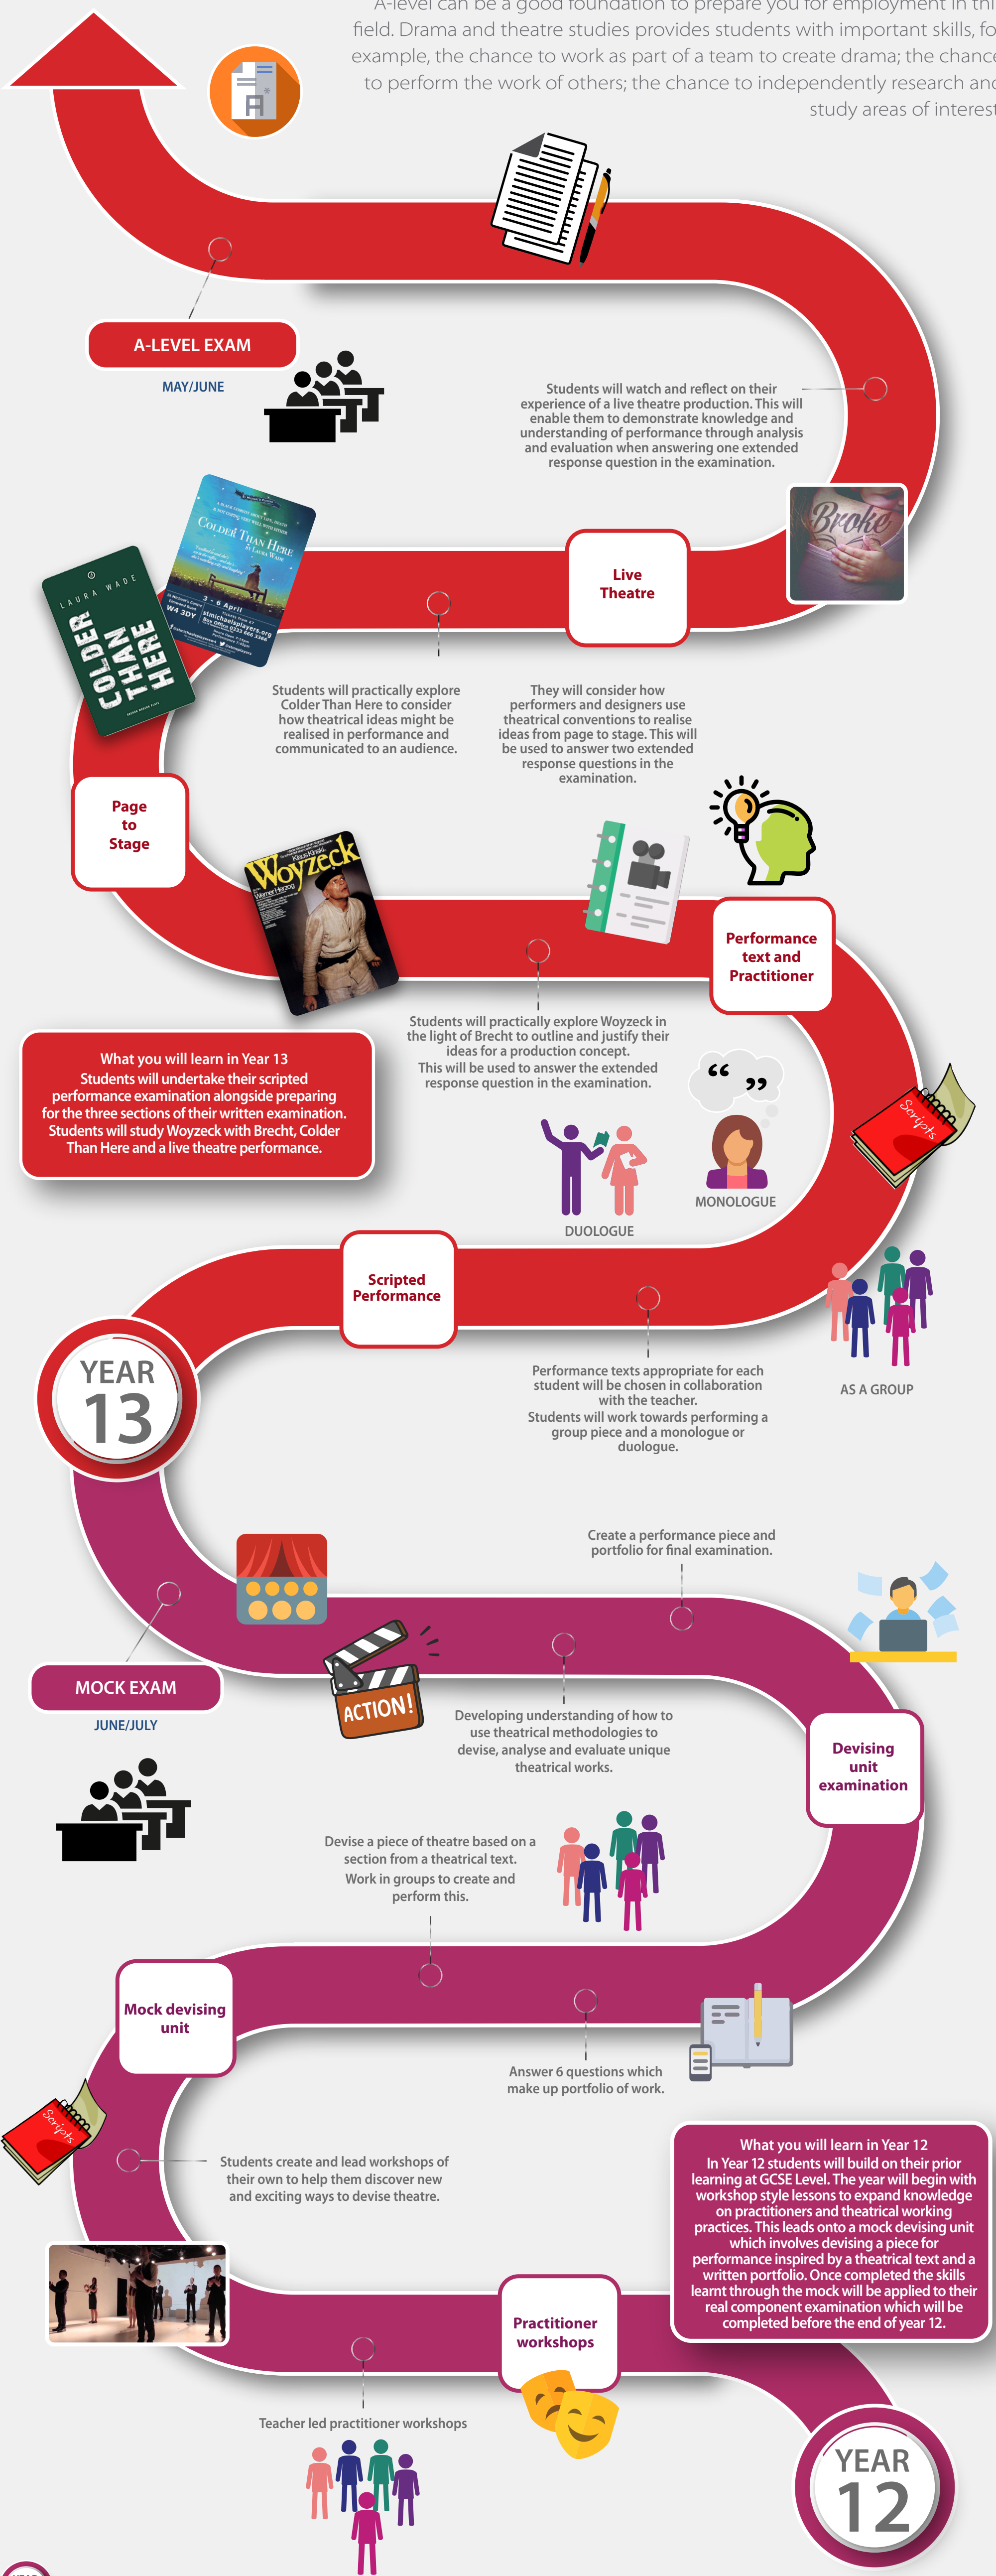 A-level can be a good foundation to prepare you for employment in this
field. Drama and theatre studies provides students with important skills, for
example, the chance to work as part of a team to create drama; the chance
to perform the work of others; the chance to independently research and
study areas of interest.
A-LEVEL EXAM
MAY/JUNE
Students will watch and reflect on their
experience of a live theatre production. This will
enable them to demonstrate knowledge and
understanding of performance through analysis
and evaluation when answering one extended
response question in the examination.
Broke
Live
Theatre
COLDER THAN HERE
BY LAURA WADE
3 - 6 April
W4 3DY
stmichaelsplayers.org
LAURA WADE
COLDER
THAN
HERE
Students will practically explore
Colder Than Here to consider
how theatrical ideas might be
realised in performance and
communicated to an audience.
They will consider how
performers and designers use
theatrical conventions to realise
ideas from page to stage. This will
be used to answer two extended
response questions in the
examination.
Page
to
Stage
Klaus Kinski
Woyzeck
Werner Herzog
Performance
text and
Practitioner
Students will practically explore Woyzeck in
the light of Brecht to outline and justify their
ideas for a production concept.
This will be used to answer the extended
response question in the examination.
What you will learn in Year 13
Students will undertake their scripted
performance examination alongside preparing
for the three sections of their written examination.
Students will study Woyzeck with Brecht, Colder
Than Here and a live theatre performance.
Scripts
MONOLOGUE
DUOLOGUE
Scripted
Performance
AS A GROUP
YEAR
13
Performance texts appropriate for each
student will be chosen in collaboration
with the teacher.
Students will work towards performing a
group piece and a monologue or
duologue.
Create a performance piece and
portfolio for final examination.
MOCK EXAM
JUNE/JULY
ACTION!
Developing understanding of how to
use theatrical methodologies to
devise, analyse and evaluate unique
theatrical works.
Devising
unit
examination
Devise a piece of theatre based on a
section from a theatrical text.
Work in groups to create and
perform this.
Mock devising
unit
Answer 6 questions which
make up portfolio of work.
Scripts
Students create and lead workshops of
their own to help them discover new
and exciting ways to devise theatre.
What you will learn in Year 12
In Year 12 students will build on their prior
learning at GCSE Level. The year will begin with
workshop style lessons to expand knowledge
on practitioners and theatrical working
practices. This leads onto a mock devising unit
which involves devising a piece for
performance inspired by a theatrical text and a
written portfolio. Once completed the skills
learnt through the mock will be applied to their
real component examination which will be
completed before the end of year 12.
Practitioner
workshops
Teacher led practitioner workshops
YEAR
12